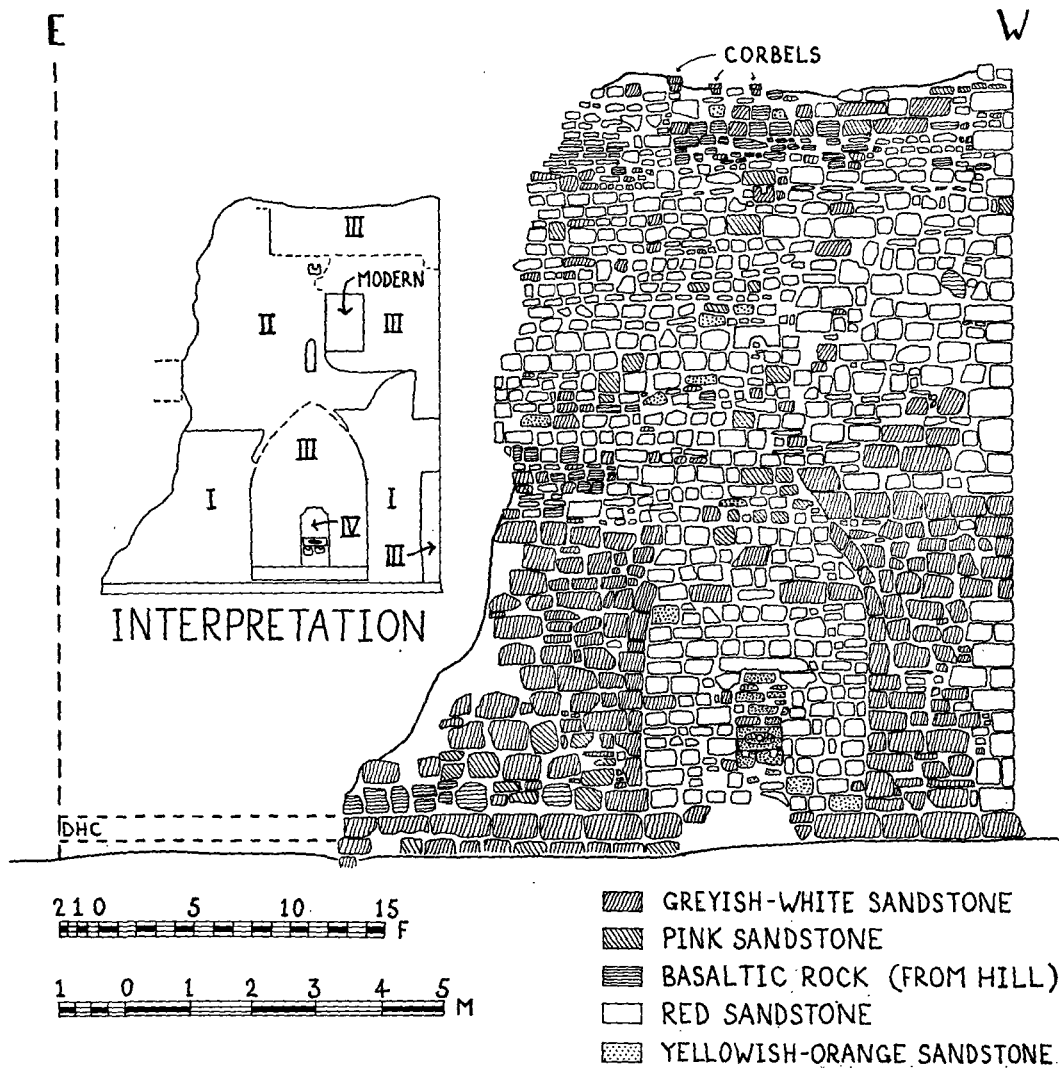 E
W
CORBELS
III
MODERN
II
III
III
I
IV
I
III
INTERPRETATION
DHC
2 1 0 5 10 15 F
1 0 1 2 3 4 5 M
GREYISH-WHITE SANDSTONE
PINK SANDSTONE
BASALTIC ROCK (FROM HILL)
RED SANDSTONE
YELLOWISH-ORANGE SANDSTONE